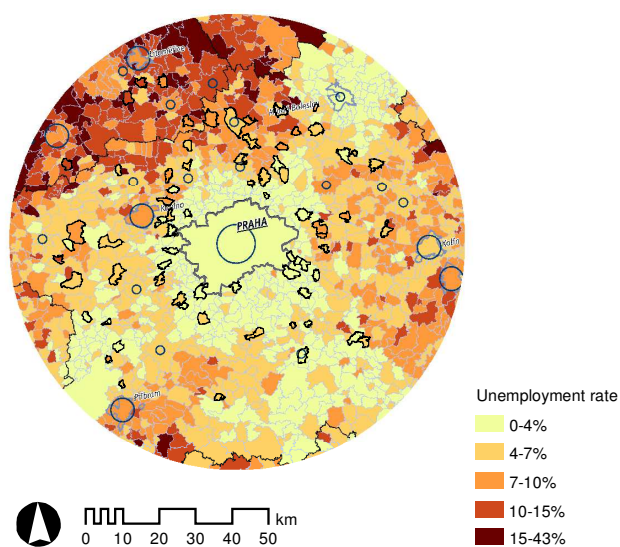 PRAHA
Kolín
Příbram
Unemployment rate
0-4%
4-7%
7-10%
10-15%
15-43%
km
0 10 20 30 40 50